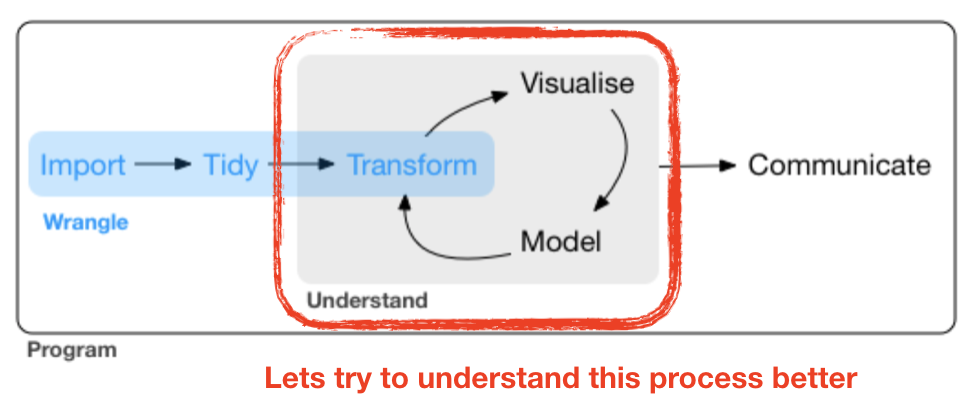 Visualise
Import Tidy Transform Communicate
Wrangle
Model
Understand
Program
Lets try to understand this process better